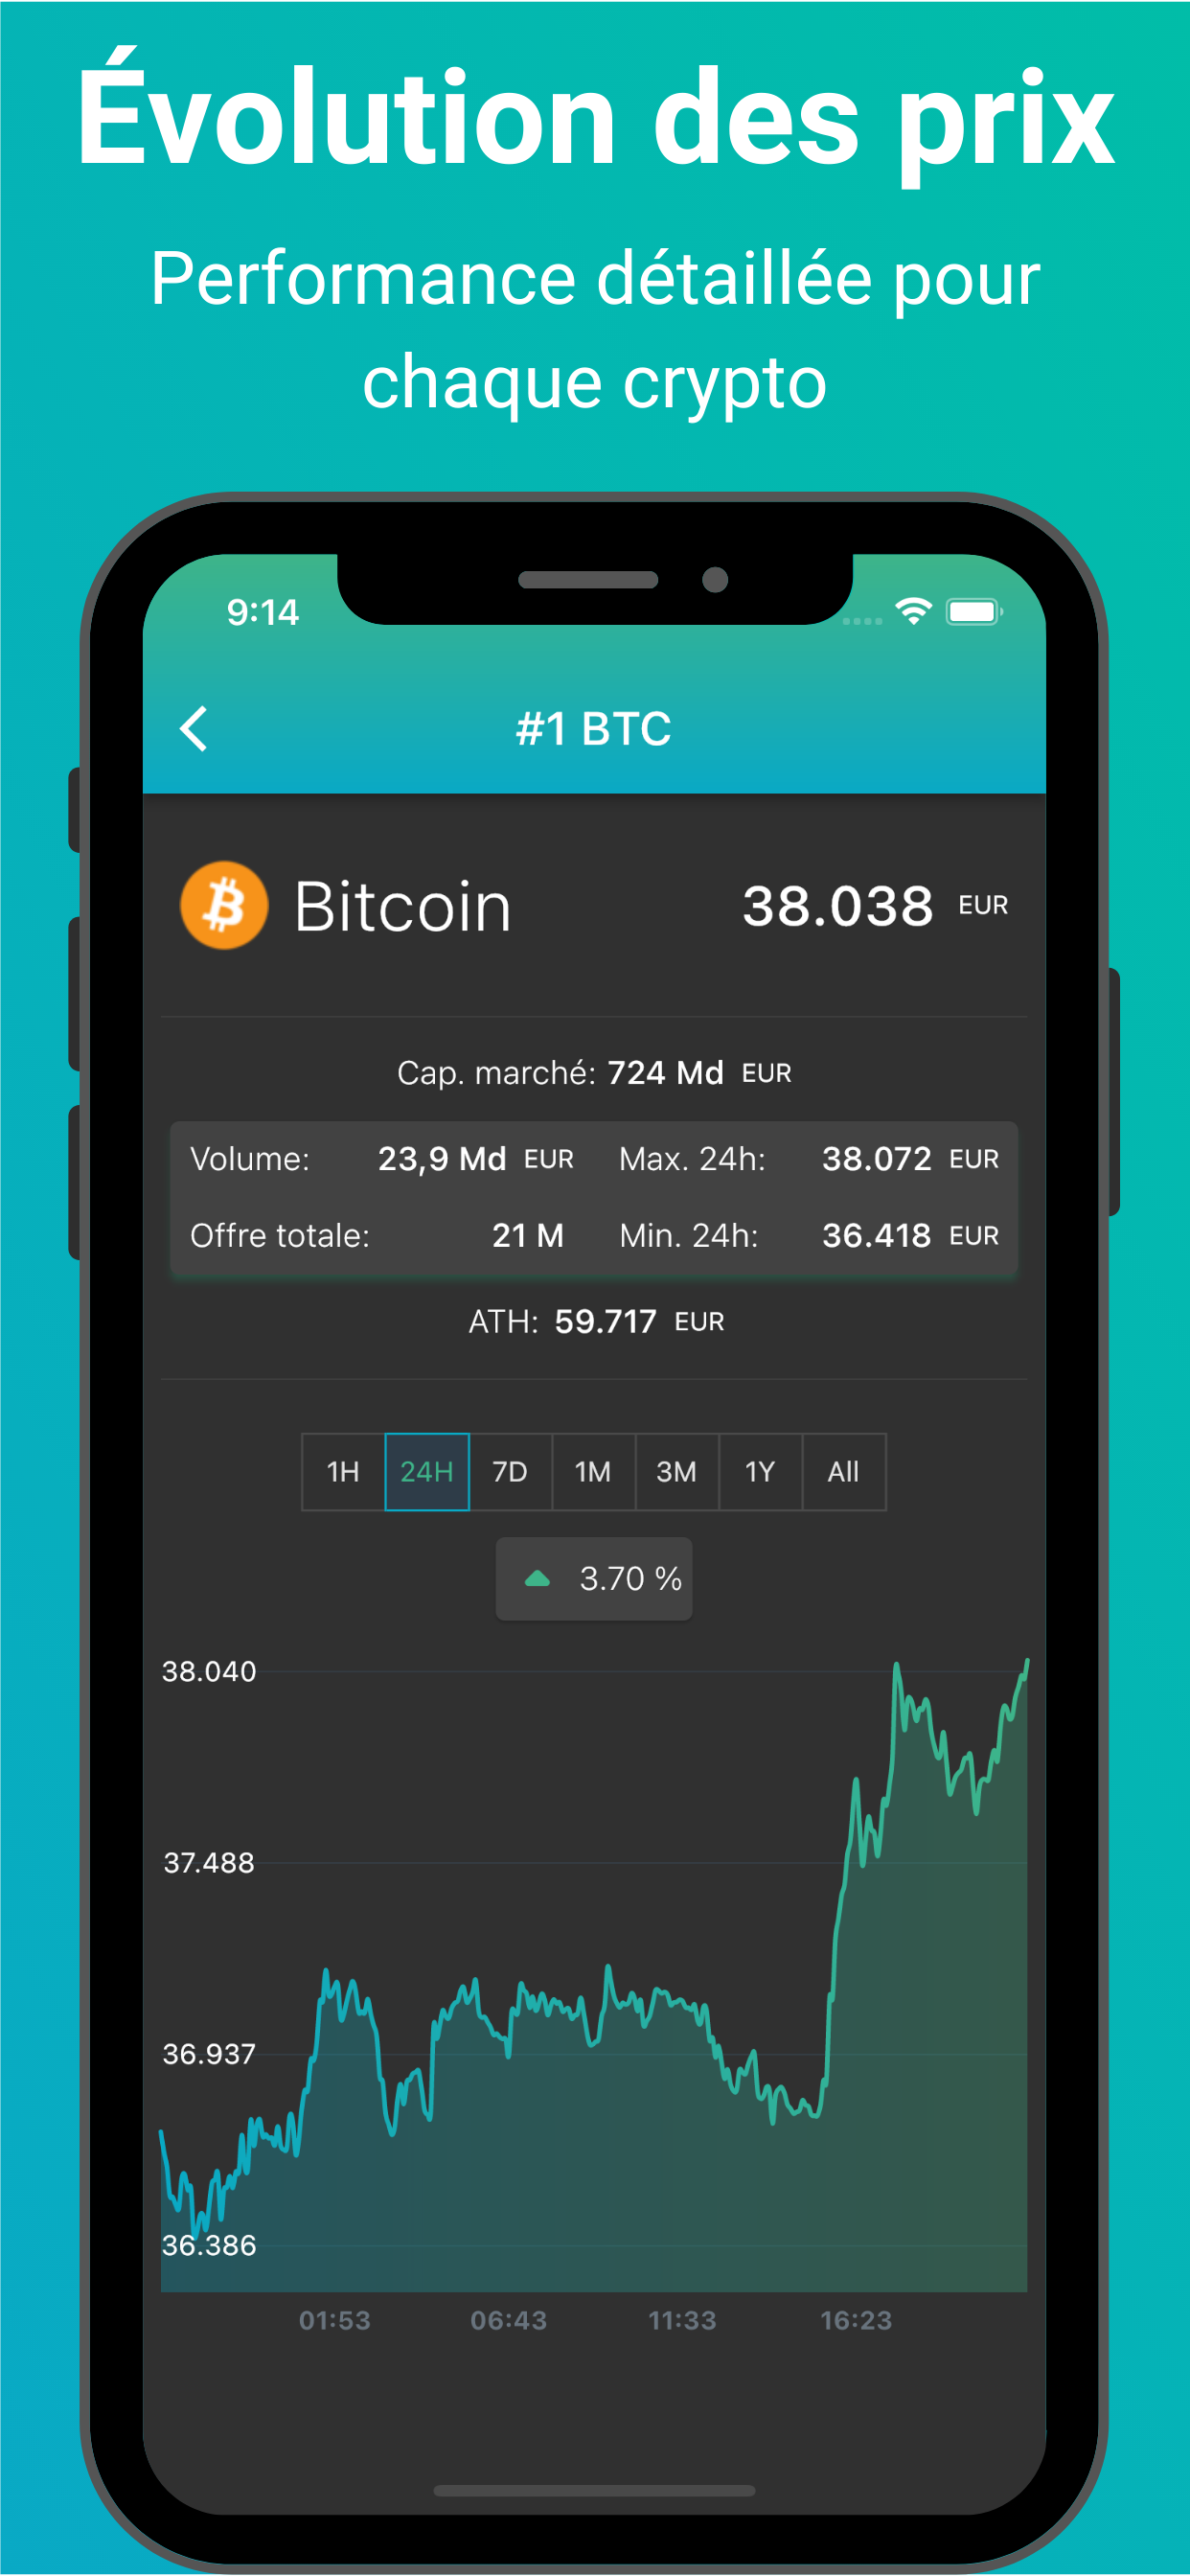 Évolution des prix
Performance détaillée pour
chaque crypto
9:14
#1 BTC
Bitcoin 38.038 EUR
Cap. marché: 724 Md EUR
Volume: 23,9 Md EUR Max. 24h: 38.072 EUR
Offre totale: 21 M Min. 24h: 36.418 EUR
ATH: 59.717 EUR
1H 24H 7D 1M 3M 1Y All
3.70 %
38.040
37.488
36.937
36.386
01:53 06:43 11:33 16:23